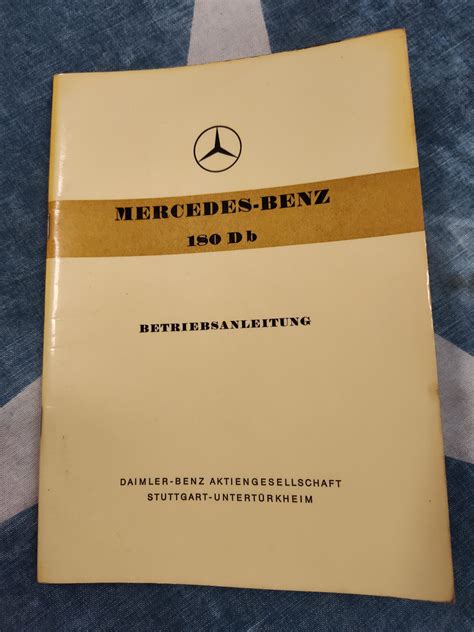 MERCEDES-BENZ
180 Db
BETRIEBSANLEITUNG
DAIMLER-BENZ AKTIENGESELLSCHAFT
STUTTGART-UNTERTÜRKHEIM